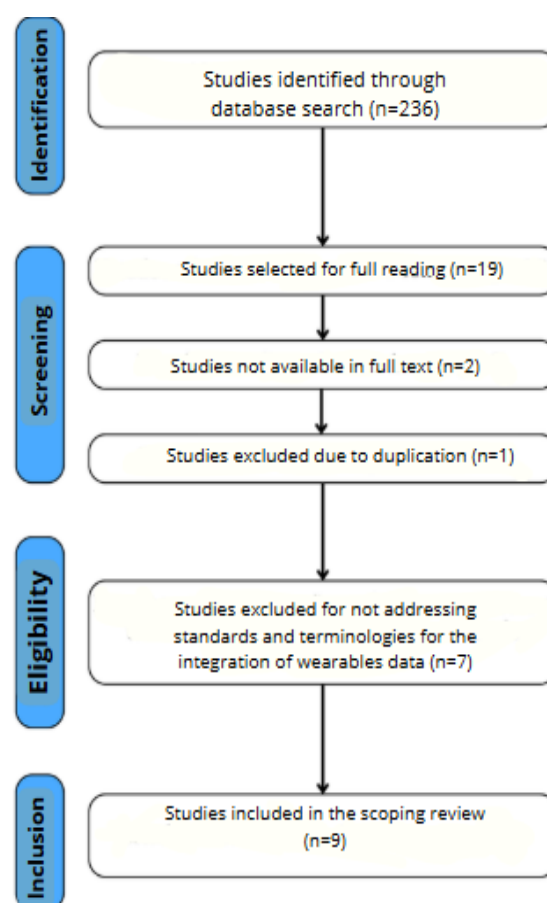 Identification
Studies identified through
database search (n=236)
Screening
Studies selected for full reading (n=19)
Studies not available in full text (n=2)
Studies excluded due to duplication (n=1)
Eligibility
Studies excluded for not addressing
standards and terminologies for the
integration of wearables data (n=7)
Inclusion
Studies included in the scoping review
(n=9)